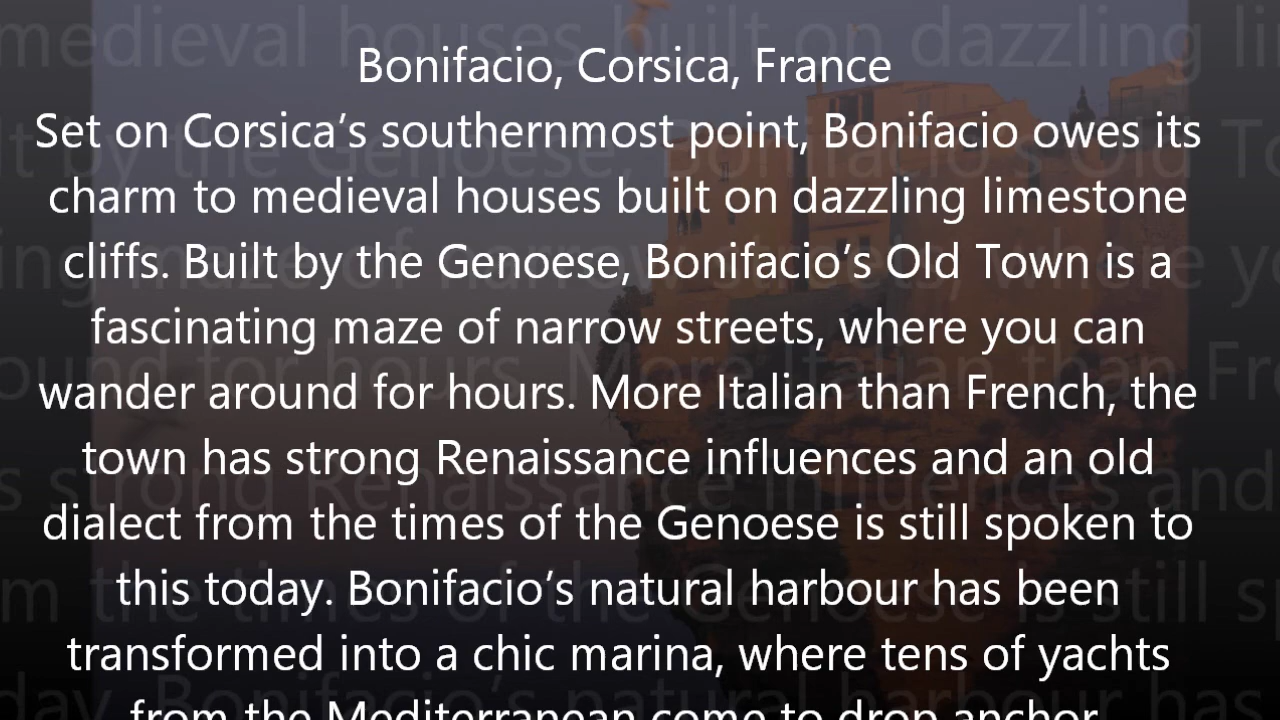 Bonifacio, Corsica, France
Set on Corsica’s southernmost point, Bonifacio owes its
charm to medieval houses built on dazzling limestone
cliffs. Built by the Genoese, Bonifacio’s Old Town is a
fascinating maze of narrow streets, where you can
wander around for hours. More Italian than French, the
town has strong Renaissance influences and an old
dialect from the times of the Genoese is still spoken to
this today. Bonifacio’s natural harbour has been
transformed into a chic marina, where tens of yachts
from the Mediterranean come to drop anchor.